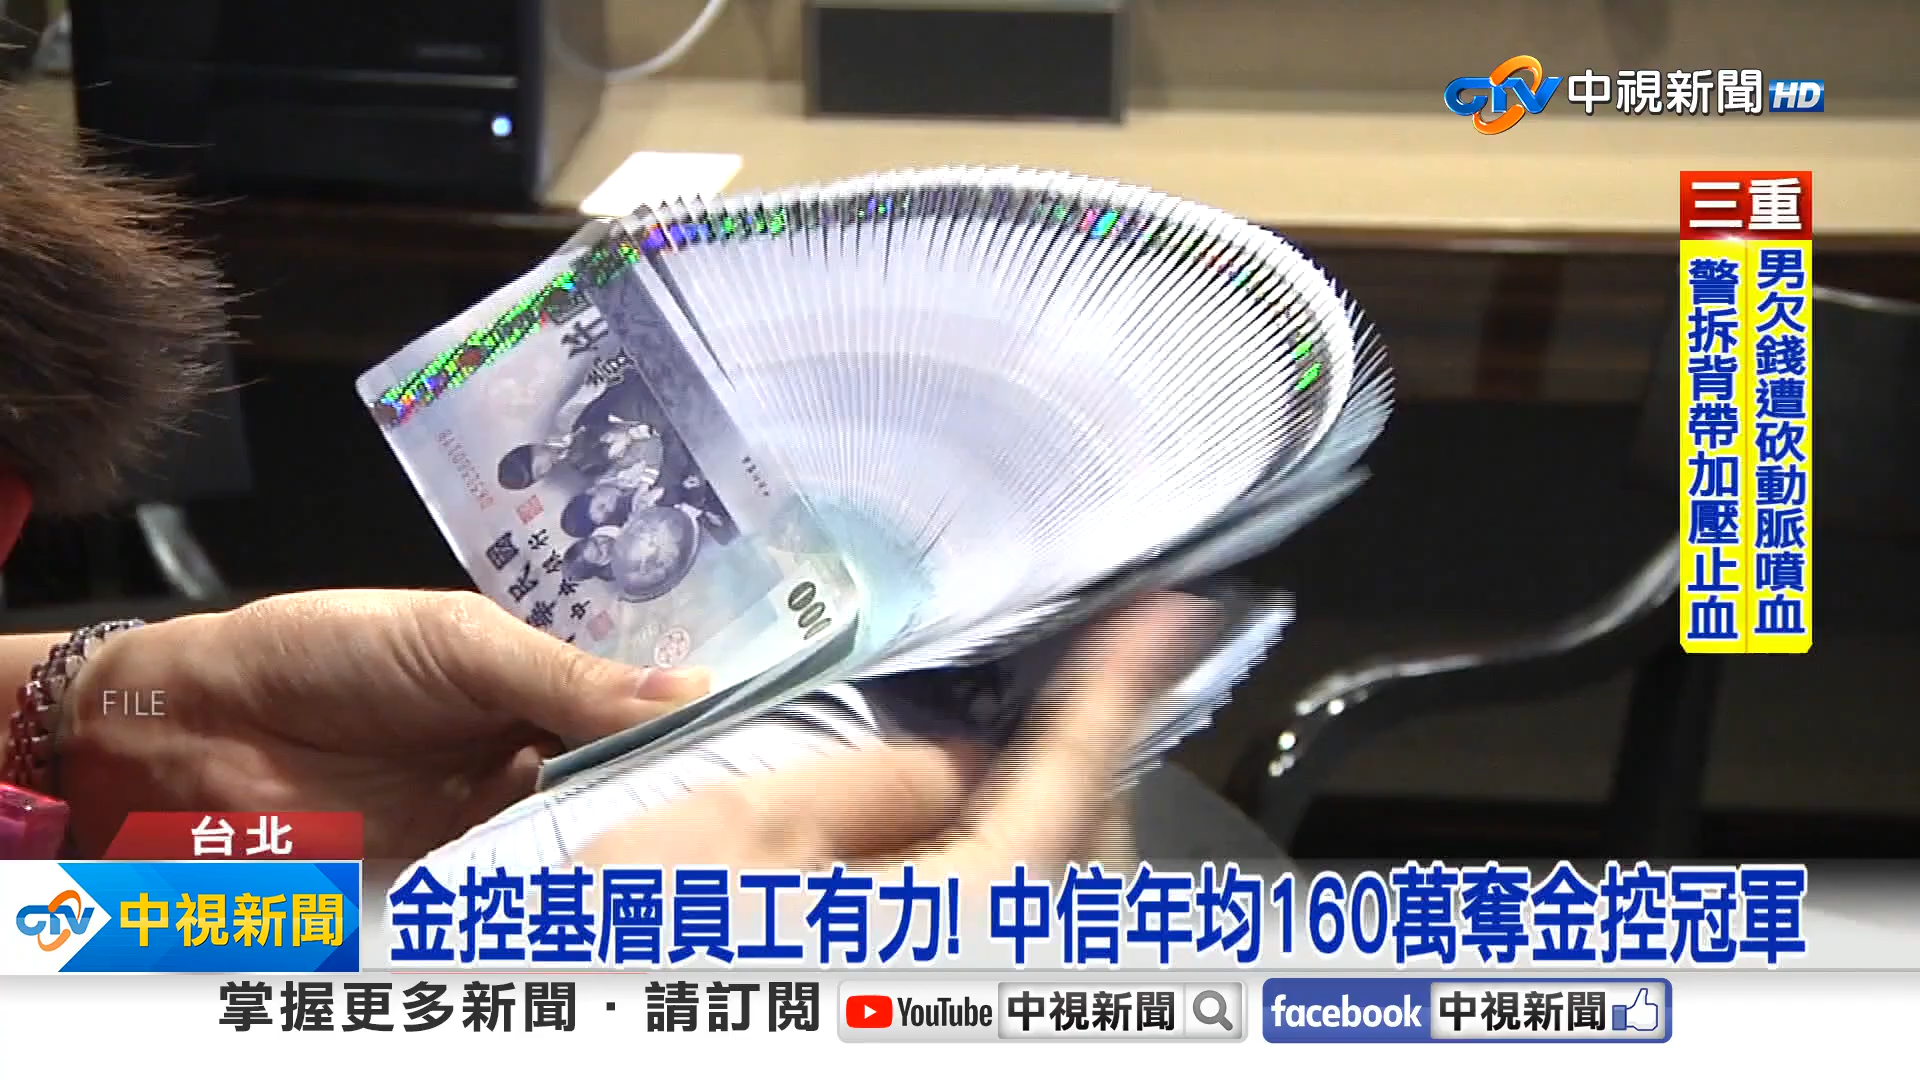 CTV 中視新聞 HD
三重
男欠錢遭砍動脈噴血
警拆背帶加壓止血
FILE
台北
CTV 中視新聞
金控基層員工有力! 中信年均160萬奪金控冠軍
掌握更多新聞·請訂閱 YouTube 中視新聞 facebook 中視新聞